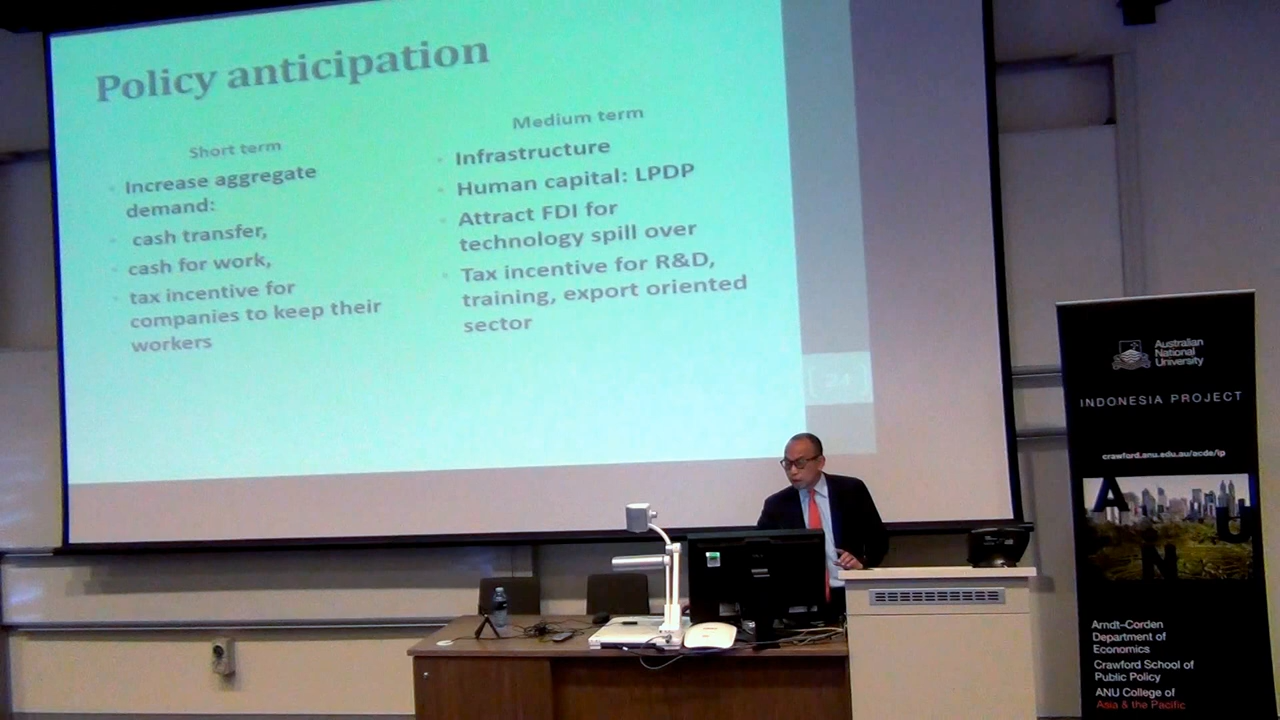 Policy anticipation
Short term
Increase aggregate
demand:
cash transfer,
cash for work,
tax incentive for
companies to keep their
workers
Medium term
Infrastructure
Human capital: LPDP
Attract FDI for
technology spill over
Tax incentive for R&D,
training, export oriented
sector
24
Australian
National
University
INDONESIA PROJECT
crawford.anu.edu.au/acde/ip
A
N
U
Arndt–Corden
Department of
Economics
Crawford School of
Public Policy
ANU College of
Asia & the Pacific